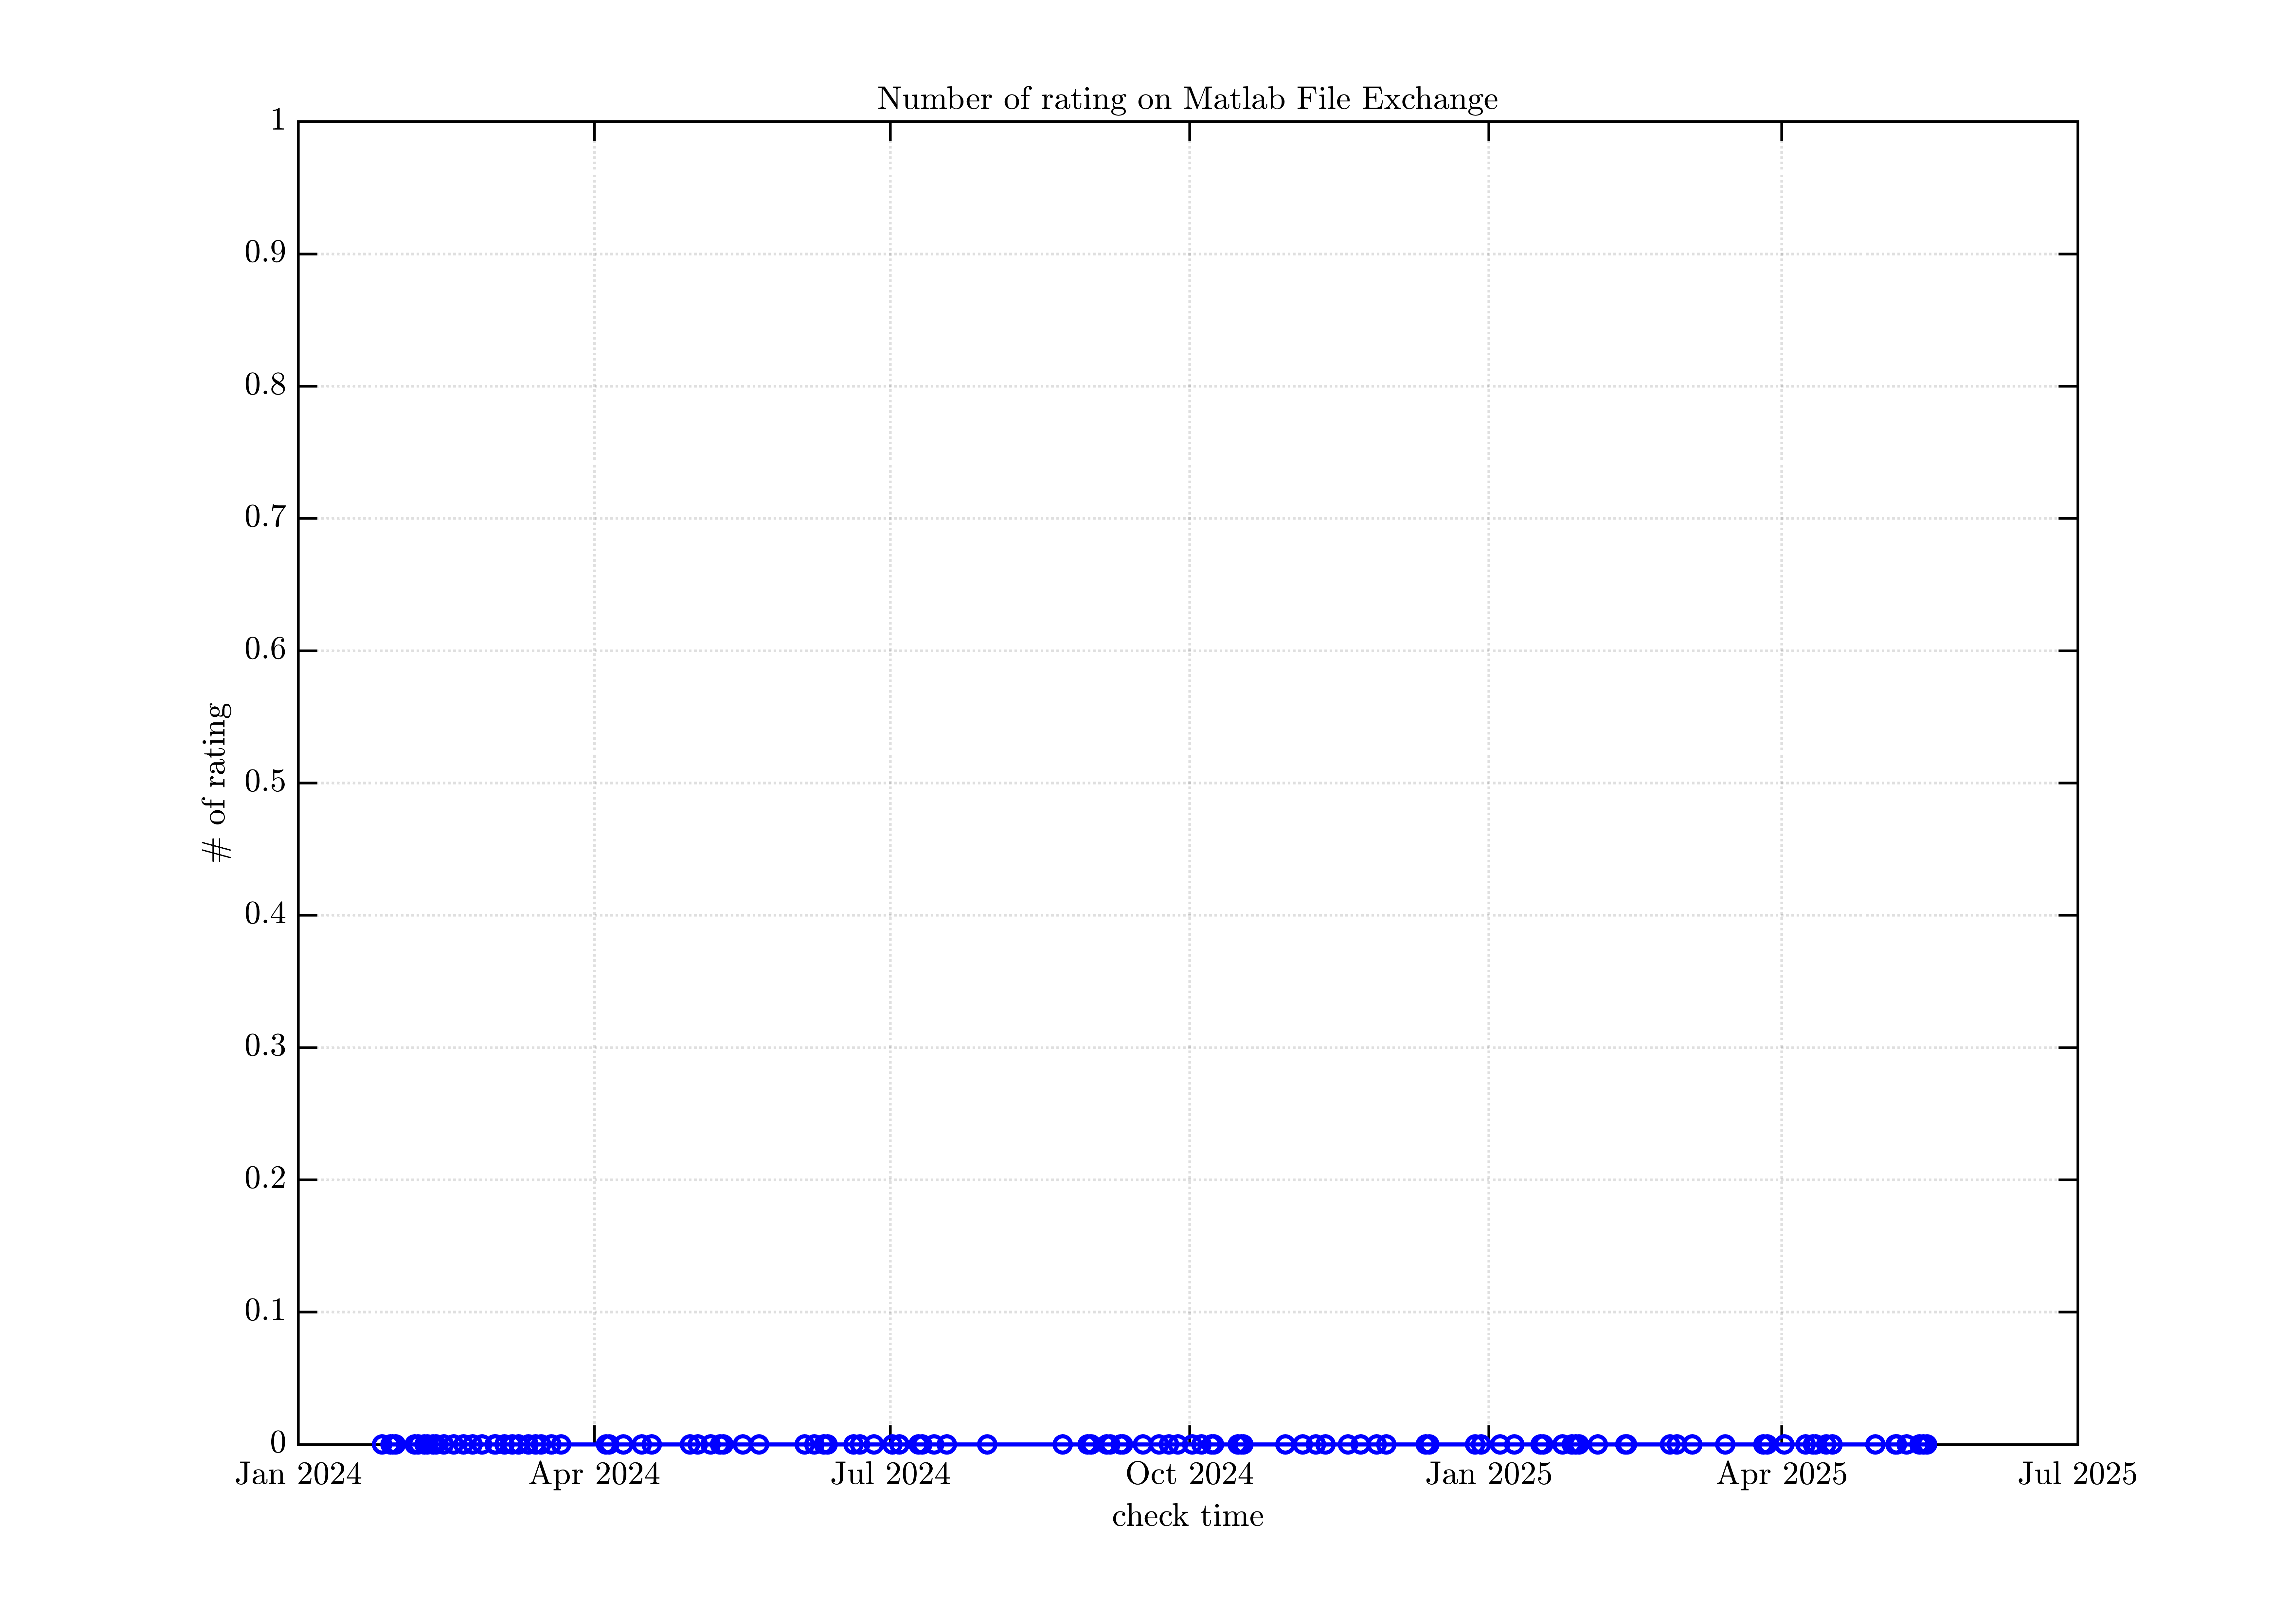 Number of rating on Matlab File Exchange
1
0.9
0.8
0.7
0.6
0.5
0.4
0.3
0.2
0.1
0
# of rating
Jan 2024 Apr 2024 Jul 2024 Oct 2024 Jan 2025 Apr 2025 Jul 2025
check time